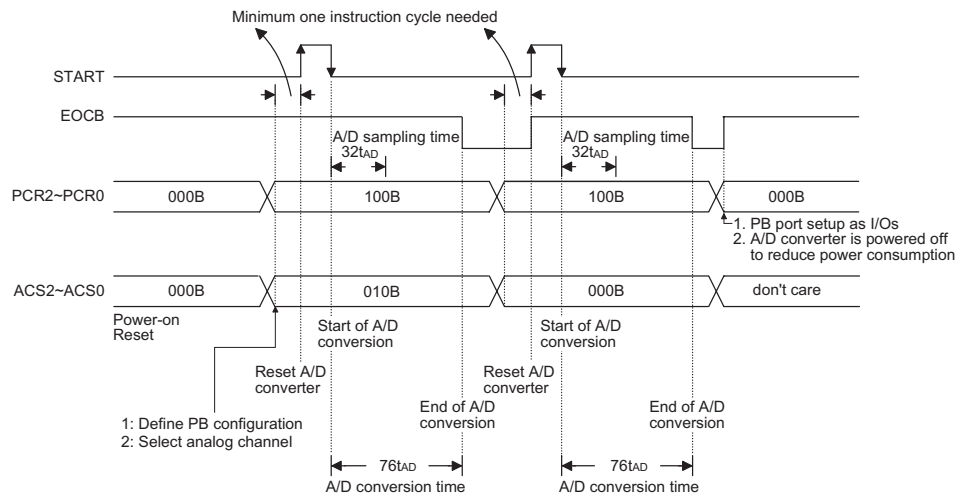 Minimum one instruction cycle needed
START
EOCB
A/D sampling time
32tAD
A/D sampling time
32tAD
PCR2~PCR0
000B
100B
100B
000B
1. PB port setup as I/Os
2. A/D converter is powered off
to reduce power consumption
ACS2~ACS0
000B
010B
000B
don't care
Power-on
Reset
Start of A/D
conversion
Start of A/D
conversion
Reset A/D
converter
Reset A/D
converter
End of A/D
conversion
End of A/D
conversion
1: Define PB configuration
2: Select analog channel
76tAD
A/D conversion time
76tAD
A/D conversion time